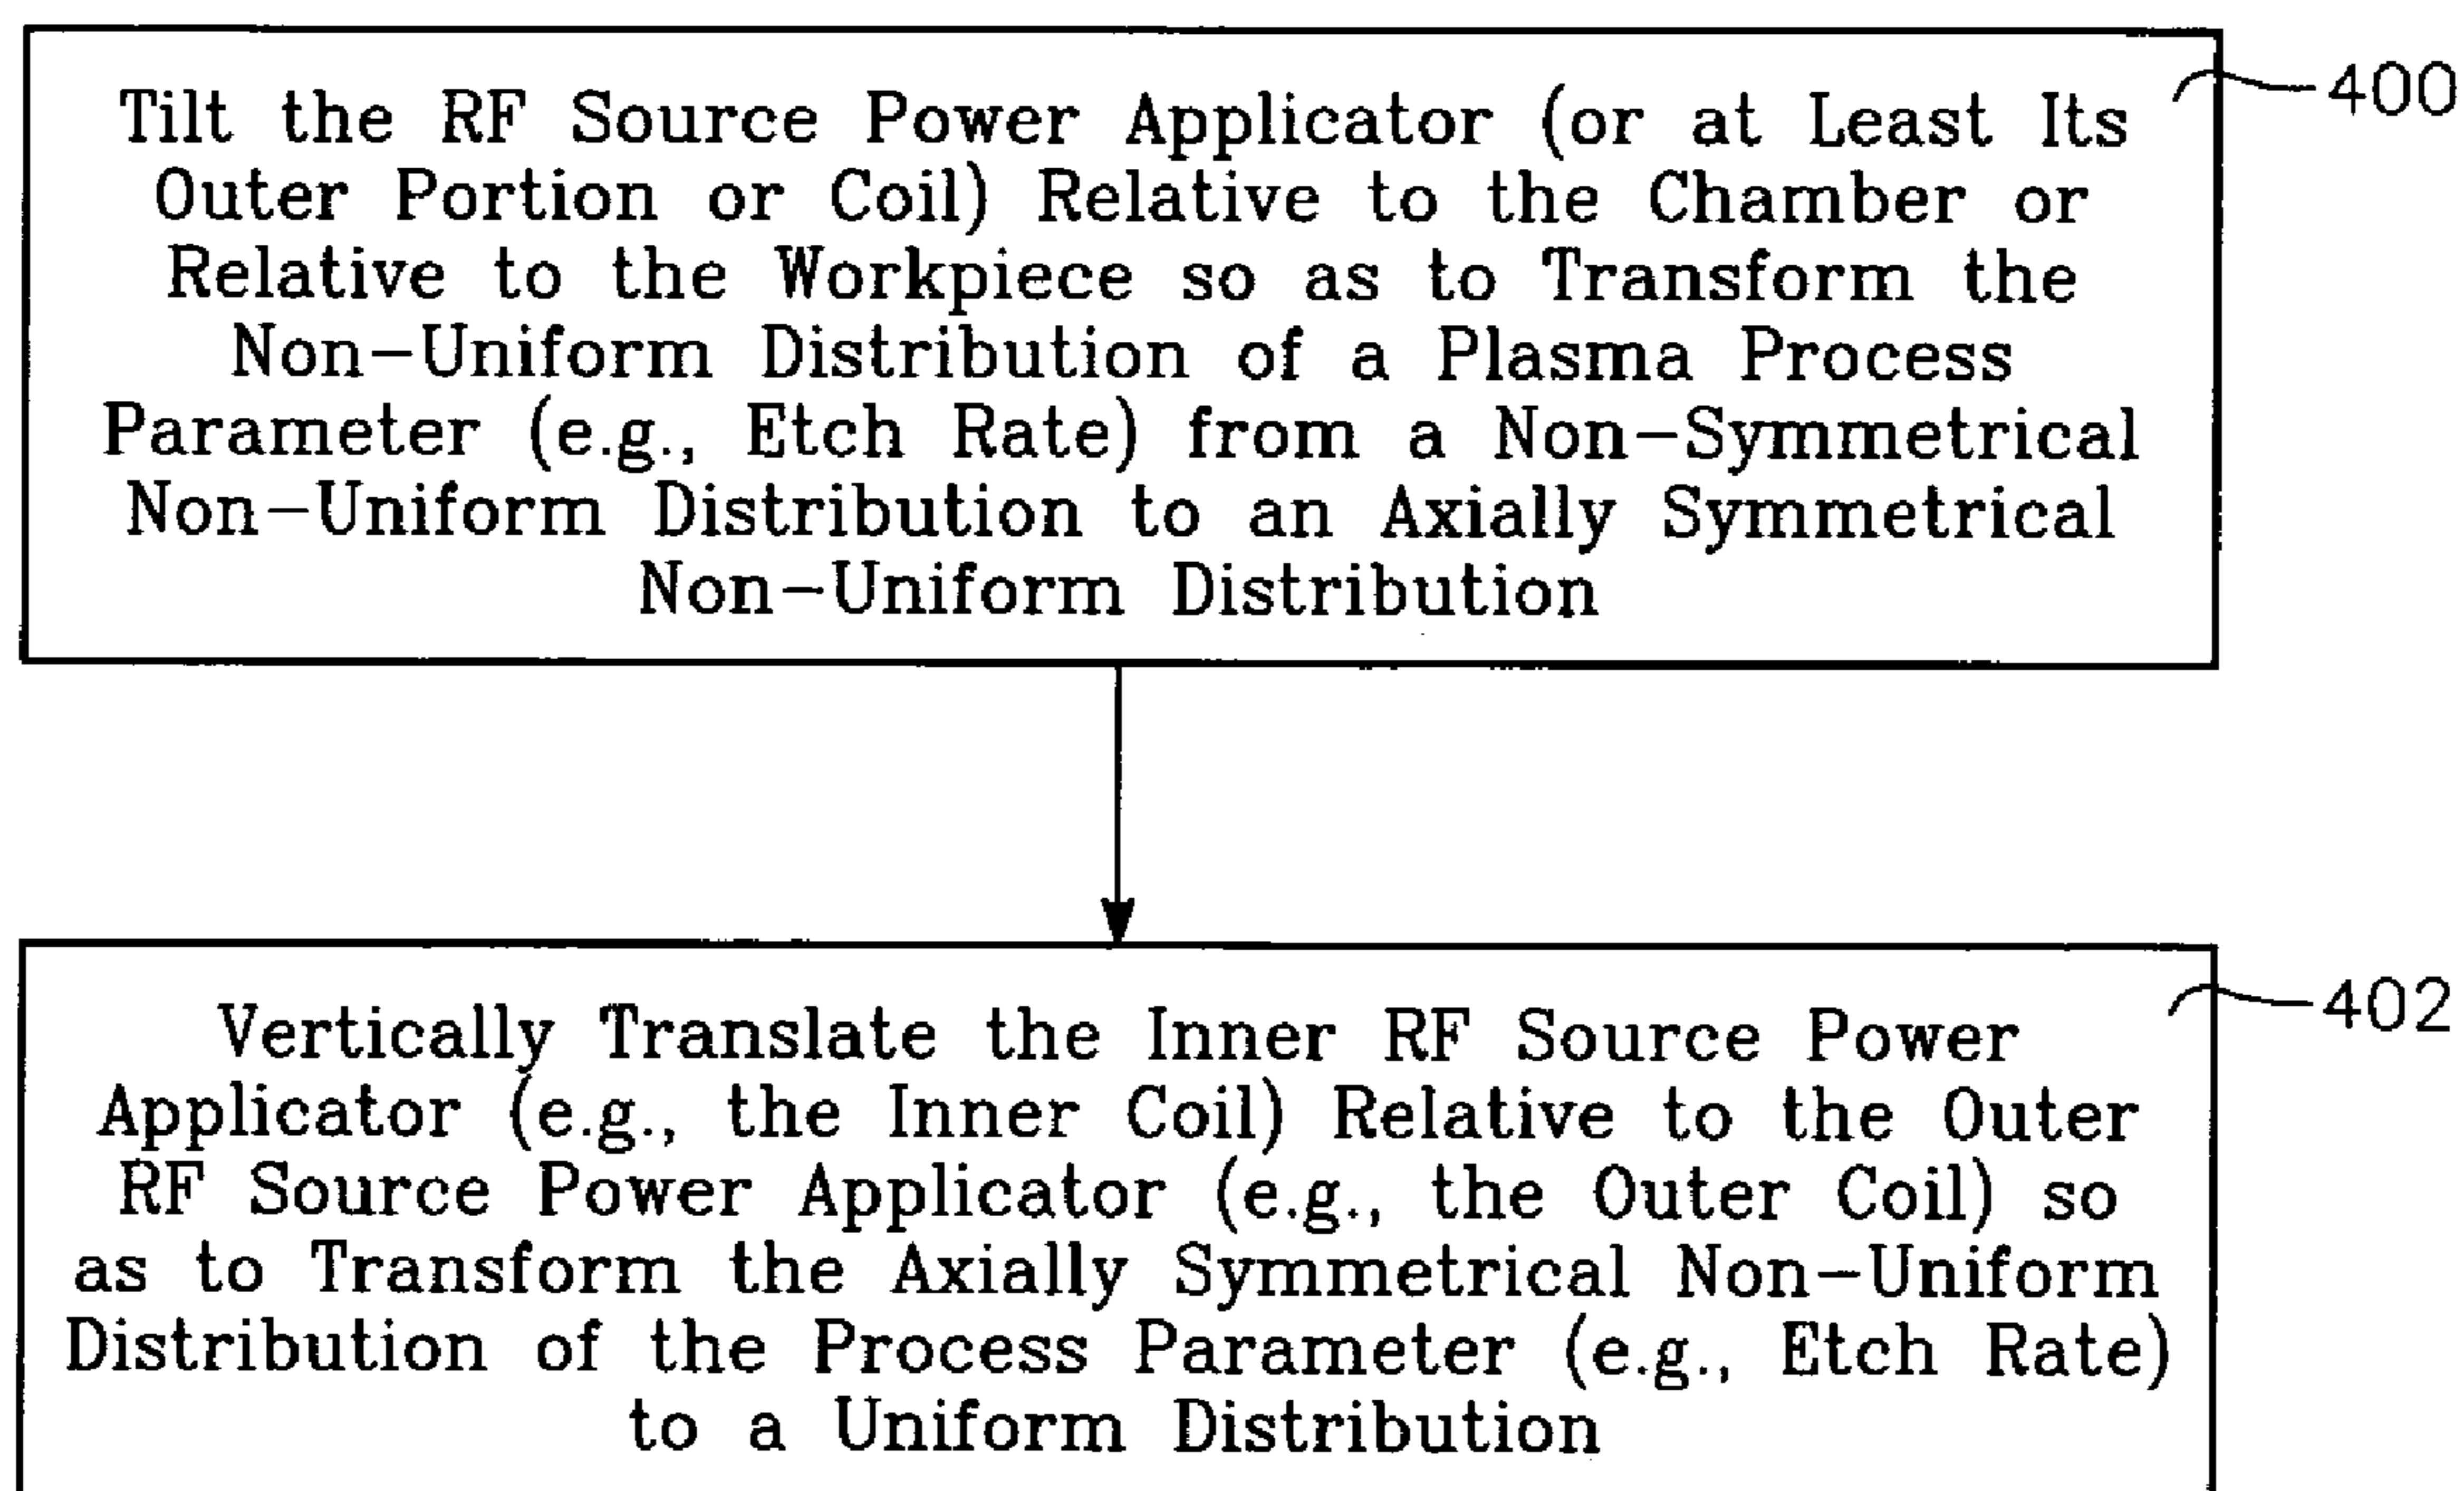 Tilt the RF Source Power Applicator (or at Least Its
Outer Portion or Coil) Relative to the Chamber or
Relative to the Workpiece so as to Transform the
Non-Uniform Distribution of a Plasma Process
Parameter (e.g., Etch Rate) from a Non-Symmetrical
Non-Uniform Distribution to an Axially Symmetrical
Non-Uniform Distribution
400
Vertically Translate the Inner RF Source Power
Applicator (e.g., the Inner Coil) Relative to the Outer
RF Source Power Applicator (e.g., the Outer Coil) so
as to Transform the Axially Symmetrical Non-Uniform
Distribution of the Process Parameter (e.g., Etch Rate)
to a Uniform Distribution
402